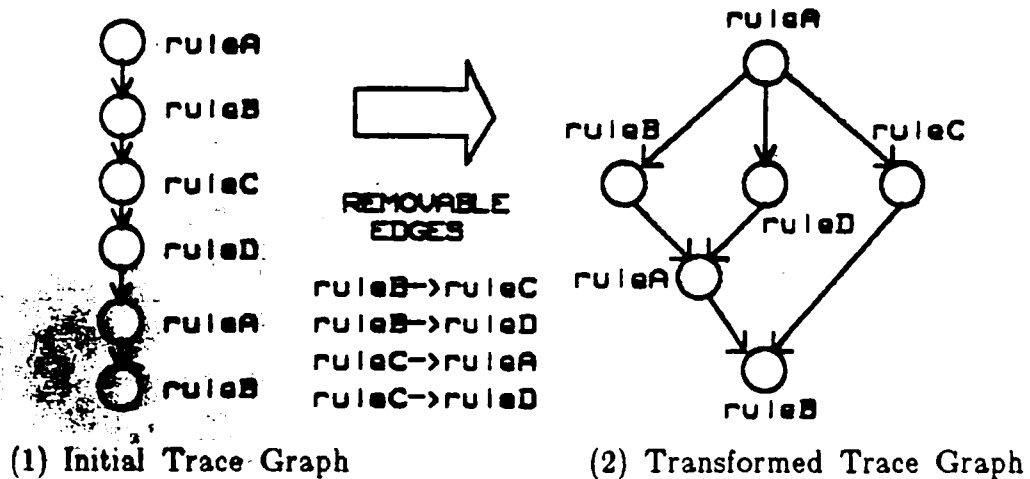 ruleA
ruleB
ruleC
ruleD
ruleA
ruleB
REMOVABLE
EDGES
ruleB->ruleC
ruleB->ruleD
ruleC->ruleA
ruleC->ruleD
ruleA
ruleB
ruleC
ruleD
ruleA
ruleB
(1) Initial Trace Graph
(2) Transformed Trace Graph